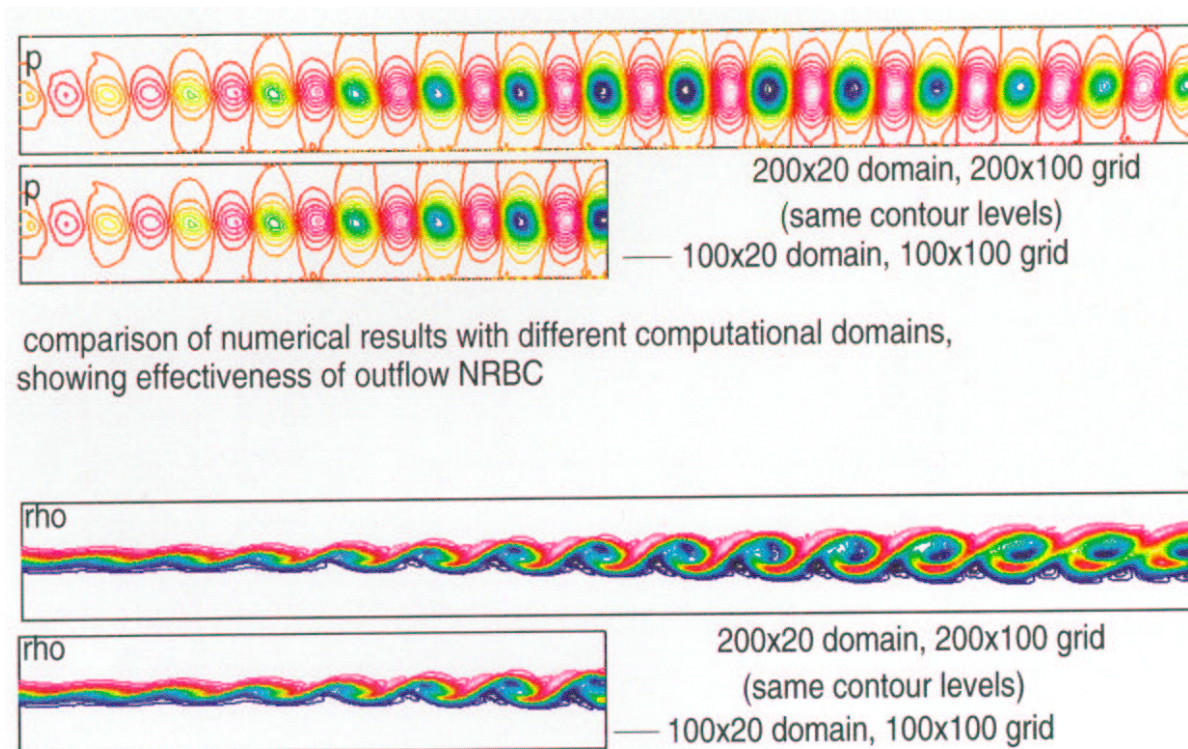 p
p
200x20 domain, 200x100 grid
(same contour levels)
100x20 domain, 100x100 grid
comparison of numerical results with different computational domains,
showing effectiveness of outflow NRBC
rho
rho
200x20 domain, 200x100 grid
(same contour levels)
100x20 domain, 100x100 grid